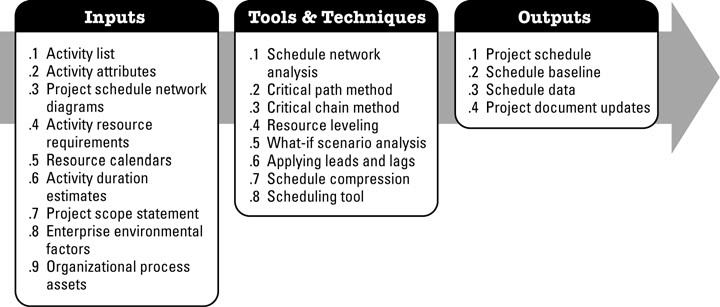 Inputs
.1 Activity list
.2 Activity attributes
.3 Project schedule network
diagrams
.4 Activity resource
requirements
.5 Resource calendars
.6 Activity duration
estimates
.7 Project scope statement
.8 Enterprise environmental
factors
.9 Organizational process
assets
Tools & Techniques
.1 Schedule network
analysis
.2 Critical path method
.3 Critical chain method
.4 Resource leveling
.5 What-if scenario analysis
.6 Applying leads and lags
.7 Schedule compression
.8 Scheduling tool
Outputs
.1 Project schedule
.2 Schedule baseline
.3 Schedule data
.4 Project document updates